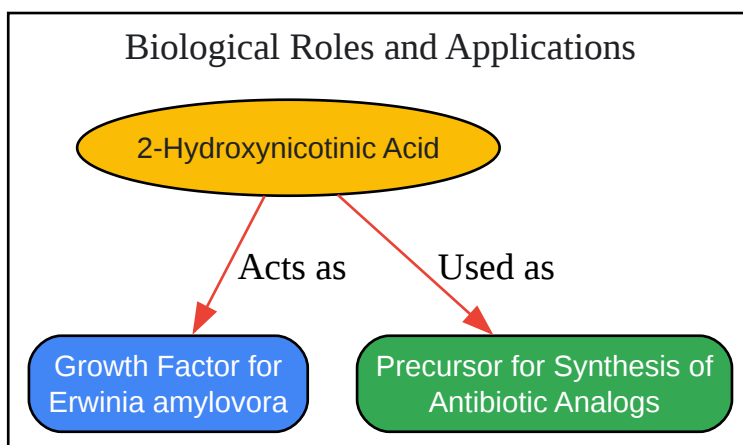 Biological Roles and Applications
2-Hydroxynicotinic Acid
Acts as
Used as
Growth Factor for
Erwinia amylovora
Precursor for Synthesis of
Antibiotic Analogs